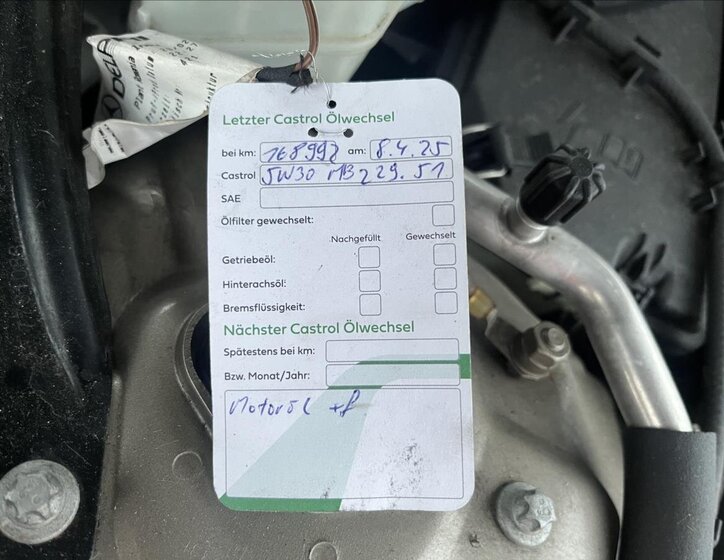 Letzter Castrol Ölwechsel
bei km: 168992 am: 8.4.25
Castrol 5W30 MB 229.51
SAE
Ölfilter gewechselt:
Nachgefüllt Gewechselt
Getriebeöl:
Hinterachsöl:
Bremsflüssigkeit:
Nächster Castrol Ölwechsel
Spätestens bei km:
Bzw. Monat/Jahr:
Motoröl +f